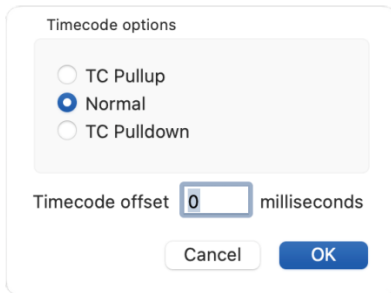 Timecode options
TC Pullup
Normal
TC Pulldown
Timecode offset 0 milliseconds
Cancel OK